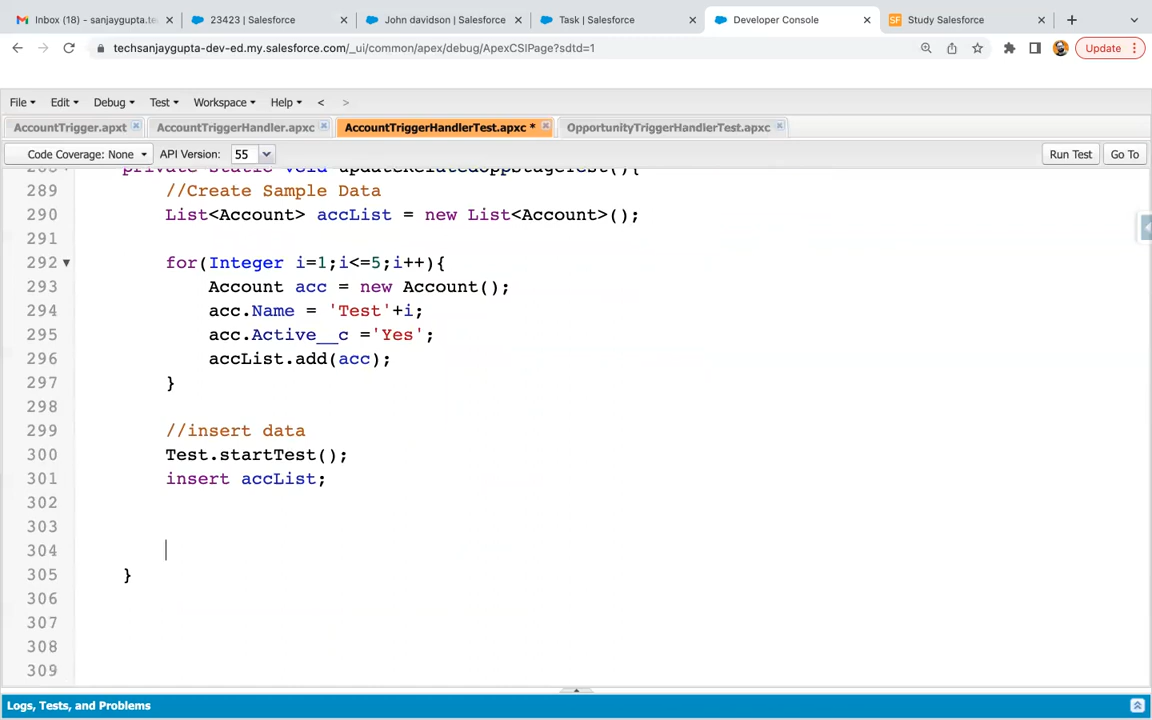 Inbox (18) - sanjaygupta.te
23423 | Salesforce
John davidson | Salesforce
Task | Salesforce
Developer Console
SF
Study Salesforce
techsanjaygupta-dev-ed.my.salesforce.com/_ui/common/apex/debug/ApexCSIPage?sdtd=1
Update
File Edit Debug Test Workspace Help < >
AccountTrigger.apxt
AccountTriggerHandler.apxc
AccountTriggerHandlerTest.apxc *
OpportunityTriggerHandlerTest.apxc
Code Coverage: None
API Version:
55
Run Test
Go To
private static void updateRelatedOppStageTest(){
289 //Create Sample Data
290 List<Account> accList = new List<Account>();
291
292 for(Integer i=1;i<=5;i++){
293 Account acc = new Account();
294 acc.Name = 'Test'+i;
295 acc.Active__c ='Yes';
296 accList.add(acc);
297 }
298
299 //insert data
300 Test.startTest();
301 insert accList;
302
303
304
305 }
306
307
308
309
Logs, Tests, and Problems